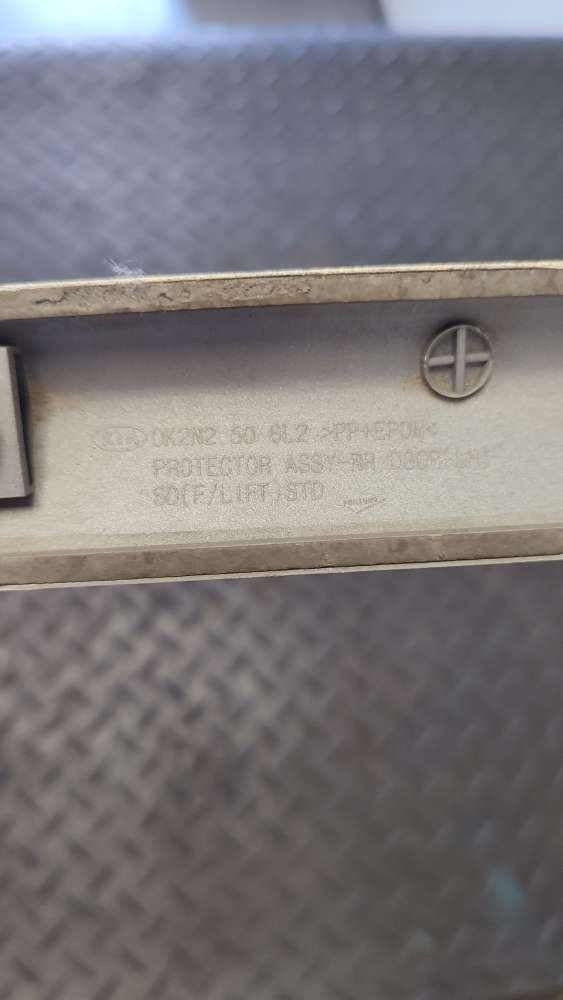 KIA 0K2N2 50 6L2 >PP+EPDM<
PROTECTOR ASSY-RR DOOR LH
SD(F/LIFT)STD